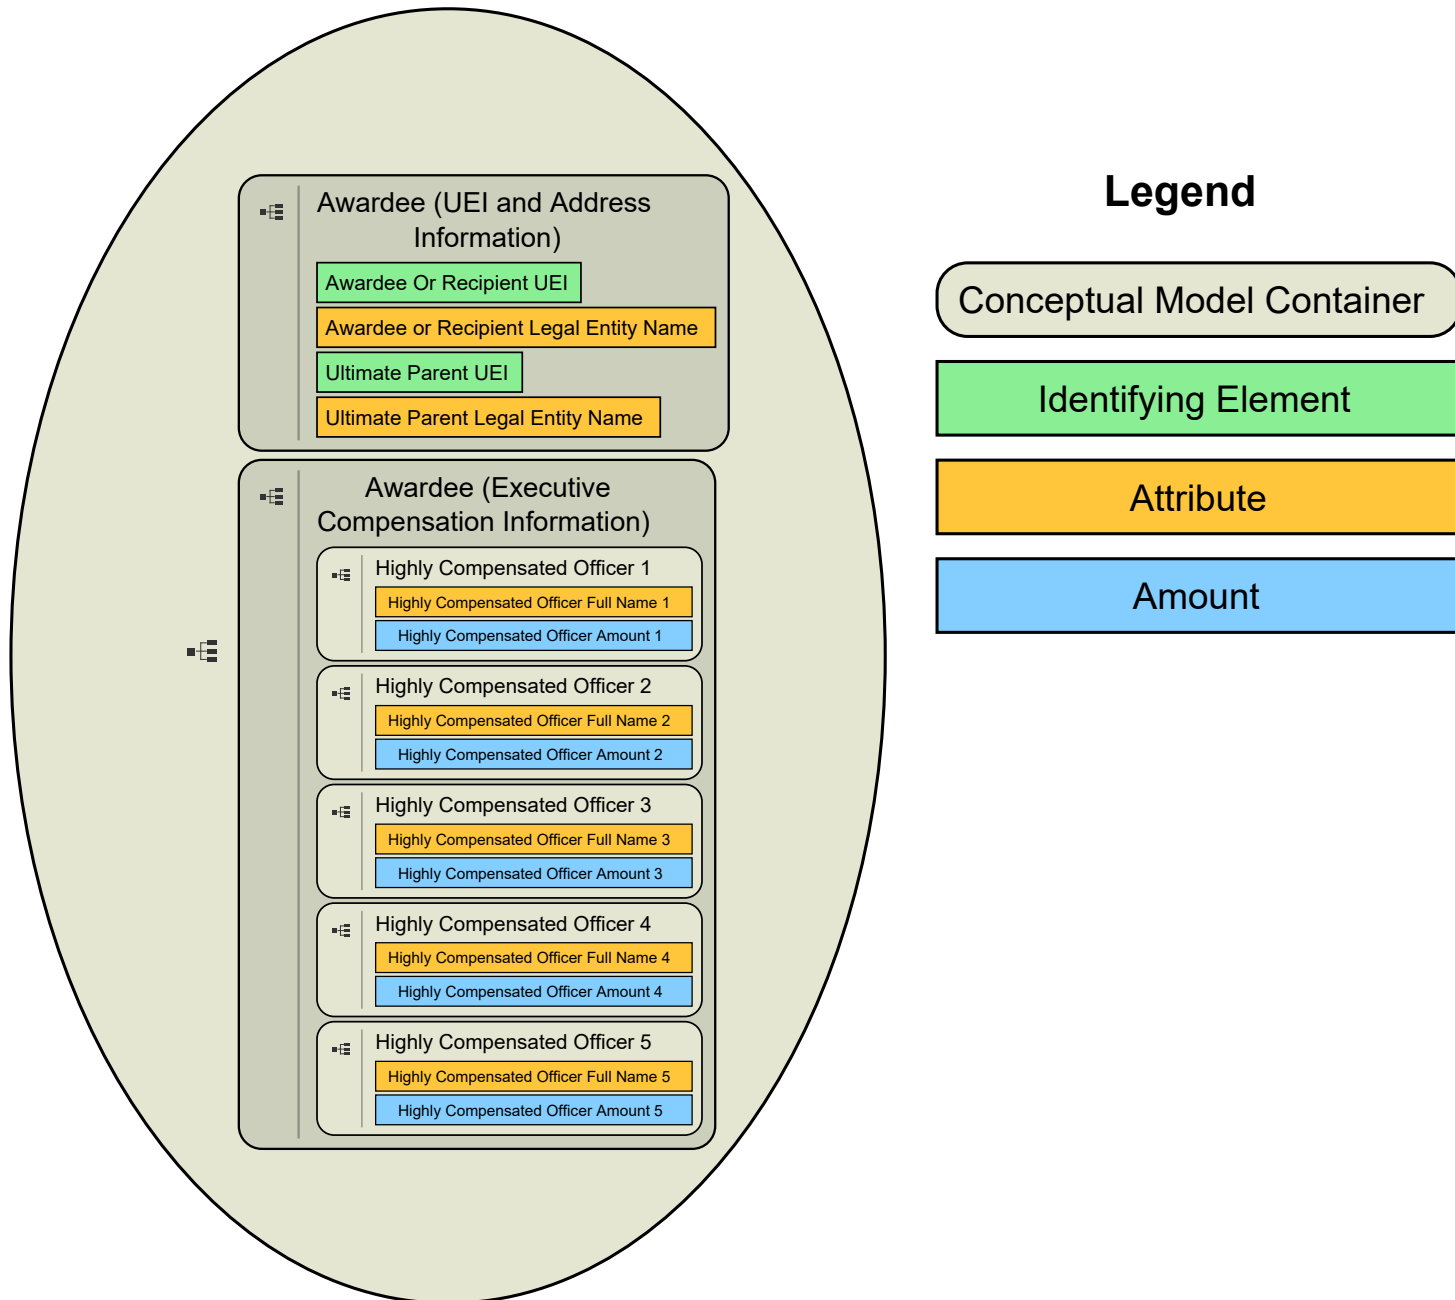 Awardee (UEI and Address
Information)
Awardee Or Recipient UEI
Awardee or Recipient Legal Entity Name
Ultimate Parent UEI
Ultimate Parent Legal Entity Name
Awardee (Executive
Compensation Information)
Highly Compensated Officer 1
Highly Compensated Officer Full Name 1
Highly Compensated Officer Amount 1
Highly Compensated Officer 2
Highly Compensated Officer Full Name 2
Highly Compensated Officer Amount 2
Highly Compensated Officer 3
Highly Compensated Officer Full Name 3
Highly Compensated Officer Amount 3
Highly Compensated Officer 4
Highly Compensated Officer Full Name 4
Highly Compensated Officer Amount 4
Highly Compensated Officer 5
Highly Compensated Officer Full Name 5
Highly Compensated Officer Amount 5
Legend
Conceptual Model Container
Identifying Element
Attribute
Amount